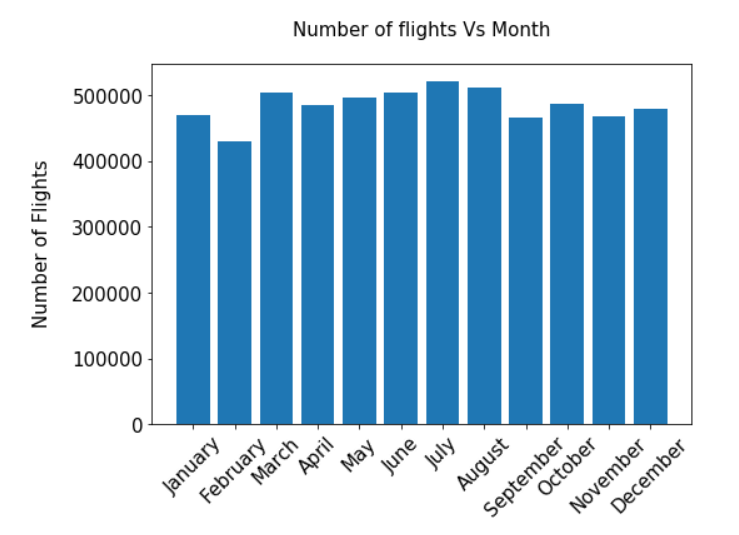 Number of flights Vs Month
Number of Flights
500000
400000
300000
200000
100000
0
January
February
March
April
May
June
July
August
September
October
November
December